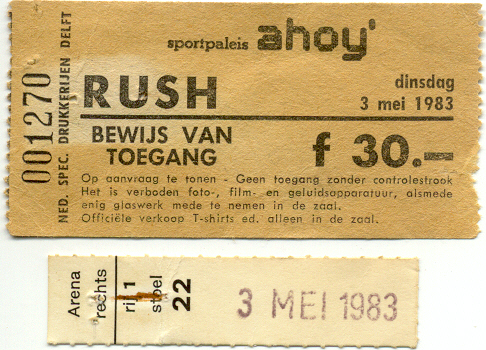 sportpaleis ahoy'
RUSH
dinsdag
3 mei 1983
BEWIJS VAN
TOEGANG
f 30.-
Op aanvraag te tonen - Geen toegang zonder controlestrook
Het is verboden foto-, film- en geluidsapparatuur, alsmede
enig glaswerk mede te nemen in de zaal.
Officiële verkoop T-shirts ed. alleen in de zaal.
001270
NED. SPEC. DRUKKERIJEN DELFT
Arena
rechts
rij 1
stoel
22
3 MEI 1983